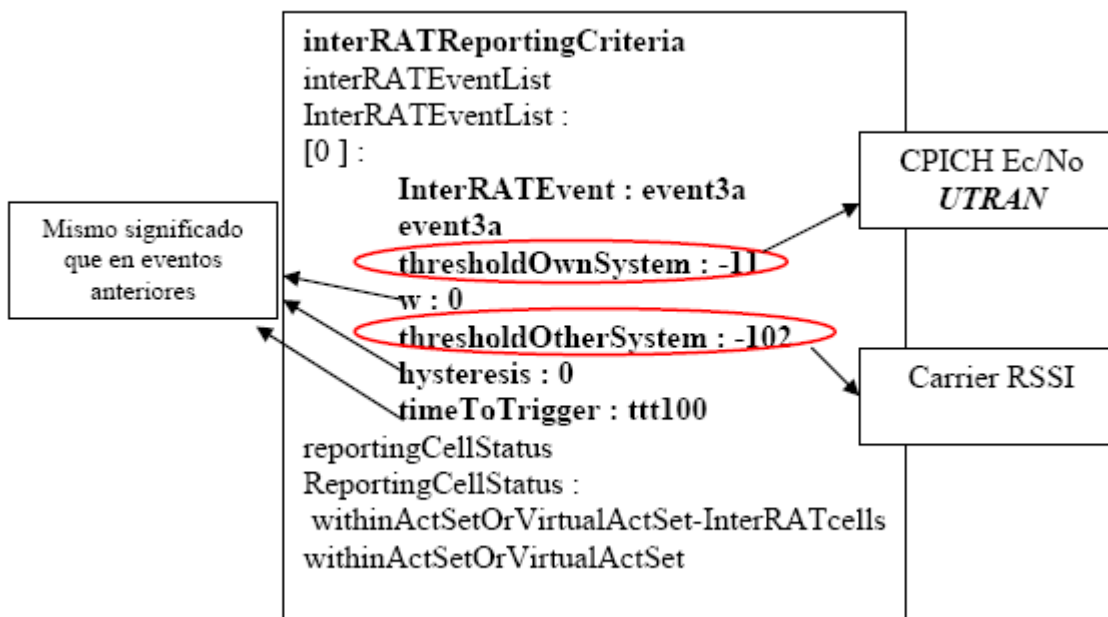 interRATReportingCriteria
interRATEventList
InterRATEventList :
[0 ] :
InterRATEvent : event3a
event3a
thresholdOwnSystem : -11
w : 0
thresholdOtherSystem : -102
hysteresis : 0
timeToTrigger : ttt100
reportingCellStatus
ReportingCellStatus :
withinActSetOrVirtualActSet-InterRATcells
withinActSetOrVirtualActSet
Mismo significado
que en eventos
anteriores
CPICH Ec/No
UTRAN
Carrier RSSI